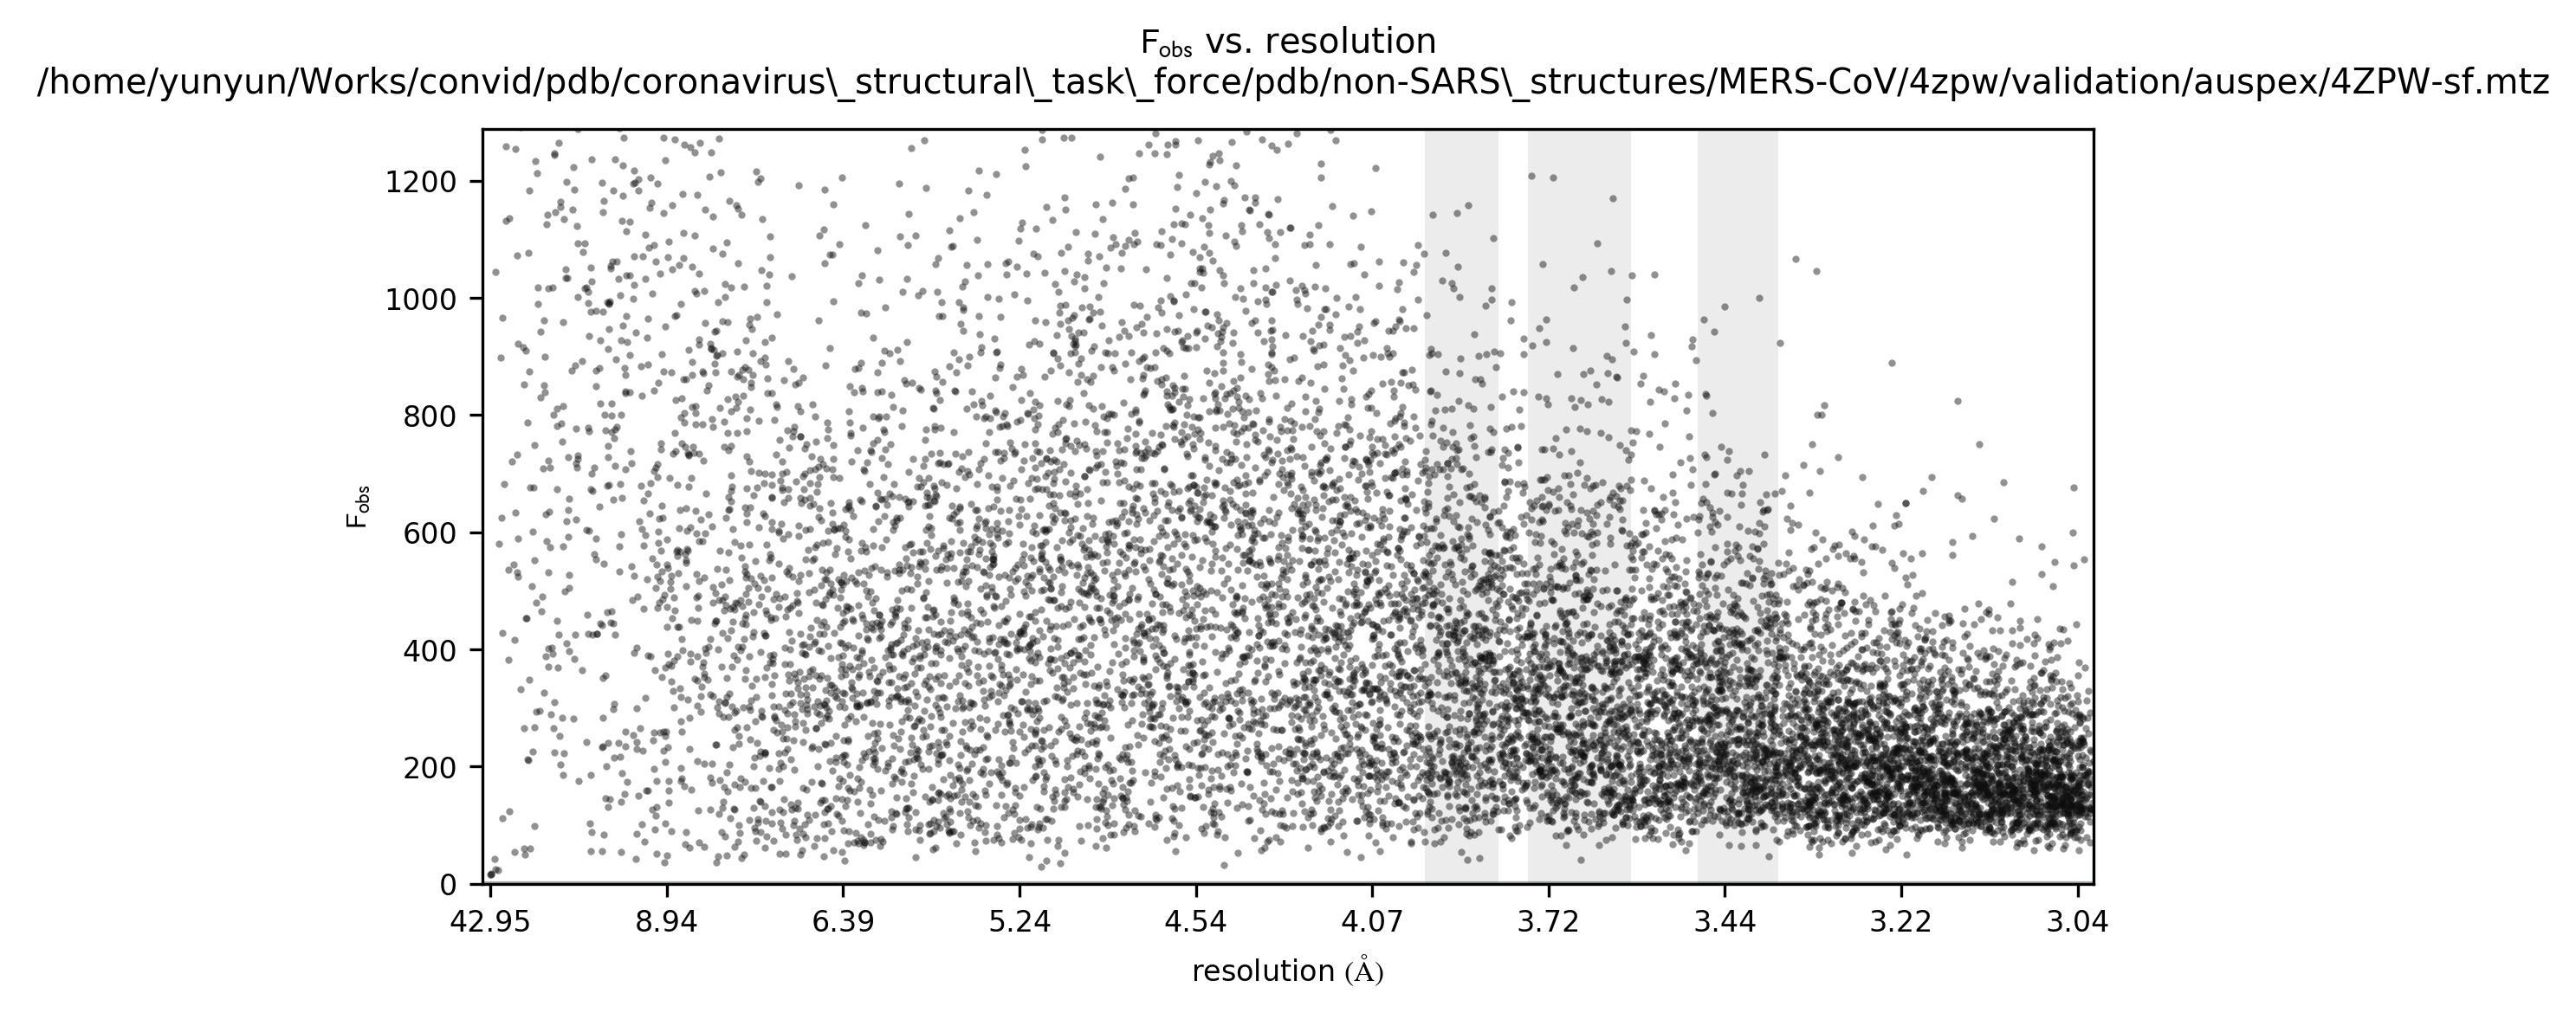 F_obs vs. resolution
/home/yunyun/Works/convid/pdb/coronavirus\_structural\_task\_force/pdb/non-SARS\_structures/MERS-CoV/4zpw/validation/auspex/4ZPW-sf.mtz
1200
1000
800
600
400
200
0
F_obs
42.95 8.94 6.39 5.24 4.54 4.07 3.72 3.44 3.22 3.04
resolution (Å)